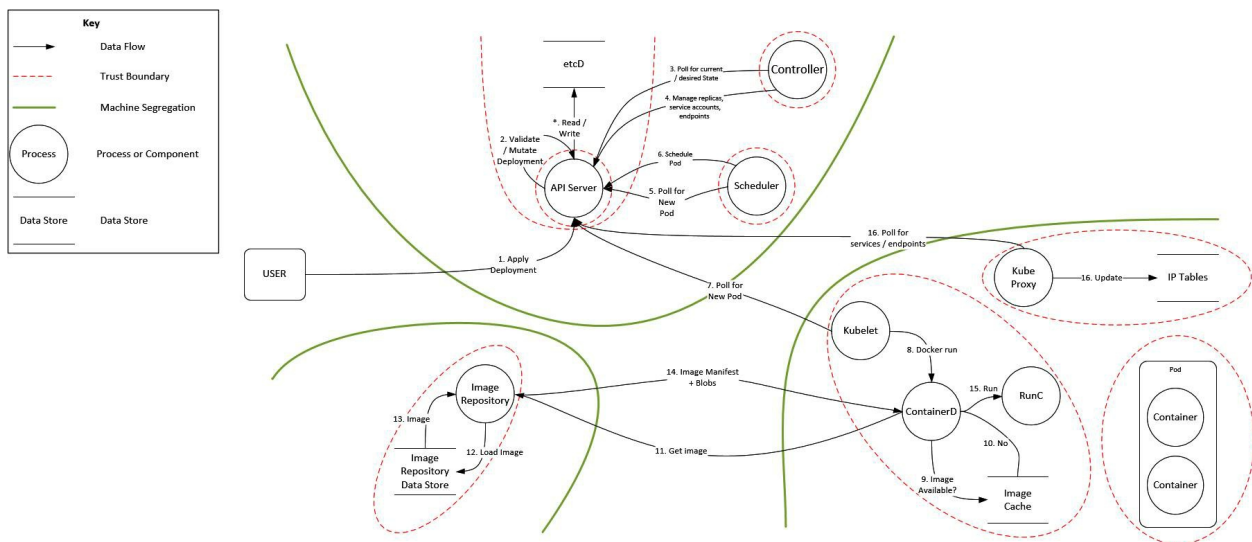 Key
Data Flow
Trust Boundary
Machine Segregation
Process
Process or Component
Data Store
Data Store
etcD
*. Read /
Write
2. Validate
/ Mutate
Deployment
API Server
3. Poll for current
/ desired State
4. Manage replicas,
service accounts,
endpoints
Controller
6. Schedule
Pod
5. Poll for
New
Pod
Scheduler
USER
1. Apply
Deployment
16. Poll for
services / endpoints
7. Poll for
New Pod
Kube
Proxy
16. Update
IP Tables
Kubelet
8. Docker run
14. Image Manifest
+ Blobs
ContainerD
15. Run
RunC
10. No
9. Image
Available?
Image
Cache
11. Get image
Image
Repository
13. Image
12. Load Image
Image
Repository
Data Store
Pod
Container
Container